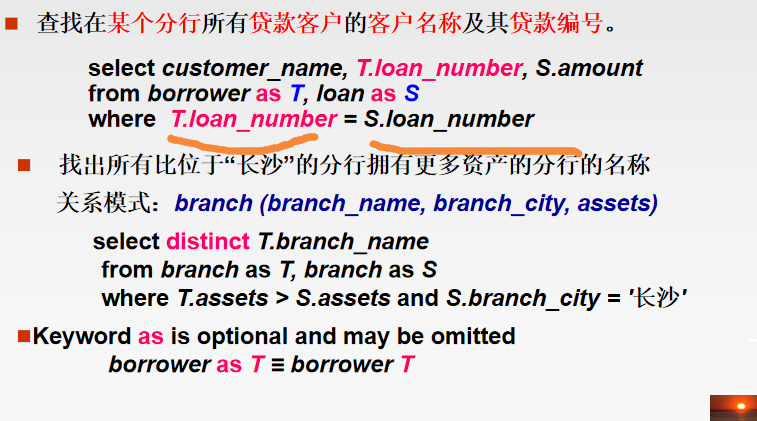 查找在某个分行所有贷款客户的客户名称及其贷款编号。
select customer_name, T.loan_number, S.amount
from borrower as T, loan as S
where T.loan_number = S.loan_number
找出所有比位于“长沙”的分行拥有更多资产的分行的名称
关系模式：branch (branch_name, branch_city, assets)
select distinct T.branch_name
from branch as T, branch as S
where T.assets > S.assets and S.branch_city = '长沙'
Keyword as is optional and may be omitted
borrower as T ≡ borrower T